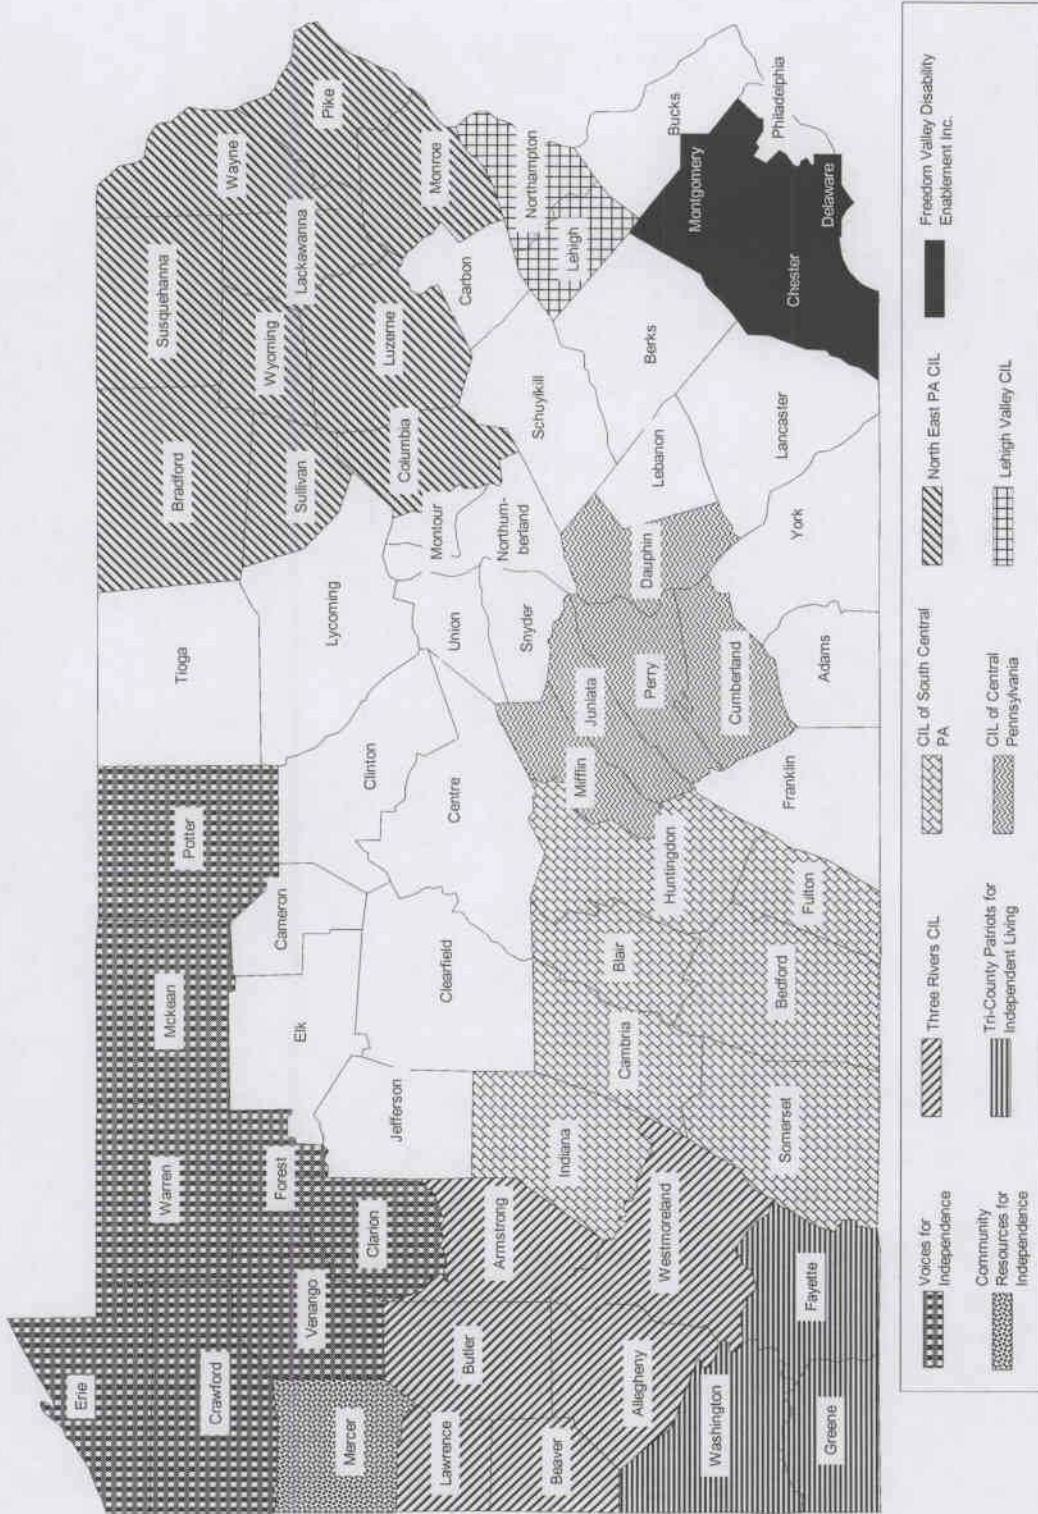 Erie
Crawford
Mercer
Venango
Warren
Forest
Clarion
Mckean
Potter
Lawrence
Butler
Armstrong
Beaver
Allegheny
Westmoreland
Washington
Greene
Fayette
Elk
Cameron
Jefferson
Clearfield
Clinton
Centre
Indiana
Cambria
Blair
Huntingdon
Somerset
Bedford
Fulton
Tioga
Lycoming
Union
Snyder
Montour
Northum-
berland
Mifflin
Juniata
Perry
Dauphin
Cumberland
Franklin
Adams
York
Bradford
Susquehanna
Wayne
Sullivan
Wyoming
Lackawanna
Pike
Columbia
Luzerne
Monroe
Carbon
Schuylkill
Northampton
Lehigh
Lebanon
Berks
Lancaster
Bucks
Montgomery
Chester
Delaware
Philadelphia
Voices for
Independence
Three Rivers CIL
CIL of South Central
PA
North East PA CIL
Freedom Valley Disability
Enablement Inc.
Community
Resources for
Independence
Tri-County Patriots for
Independent Living
CIL of Central
Pennsylvania
Lehigh Valley CIL